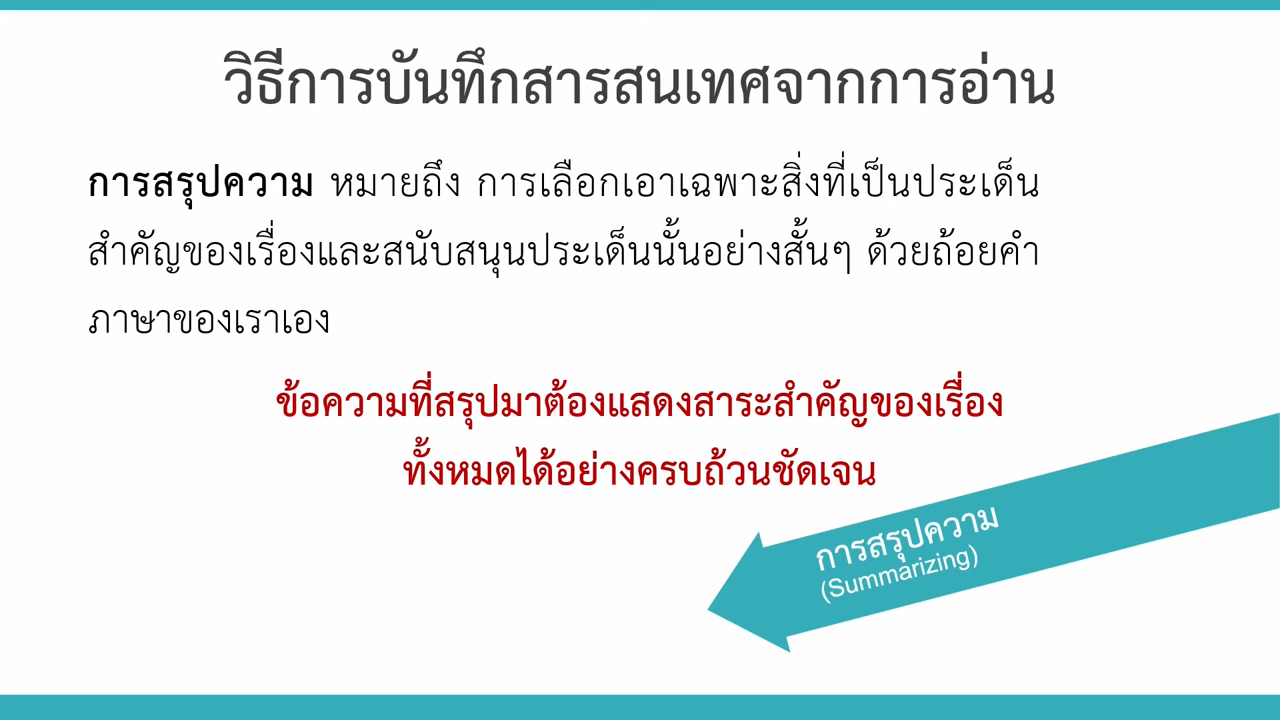 วิธีการบันทึกสารสนเทศจากการอ่าน
การสรุปความ หมายถึง การเลือกเอาเฉพาะสิ่งที่เป็นประเด็น
สำคัญของเรื่องและสนับสนุนประเด็นนั้นอย่างสั้นๆ ด้วยถ้อยคำ
ภาษาของเราเอง
ข้อความที่สรุปมาต้องแสดงสาระสำคัญของเรื่อง
ทั้งหมดได้อย่างครบถ้วนชัดเจน
การสรุปความ
(Summarizing)